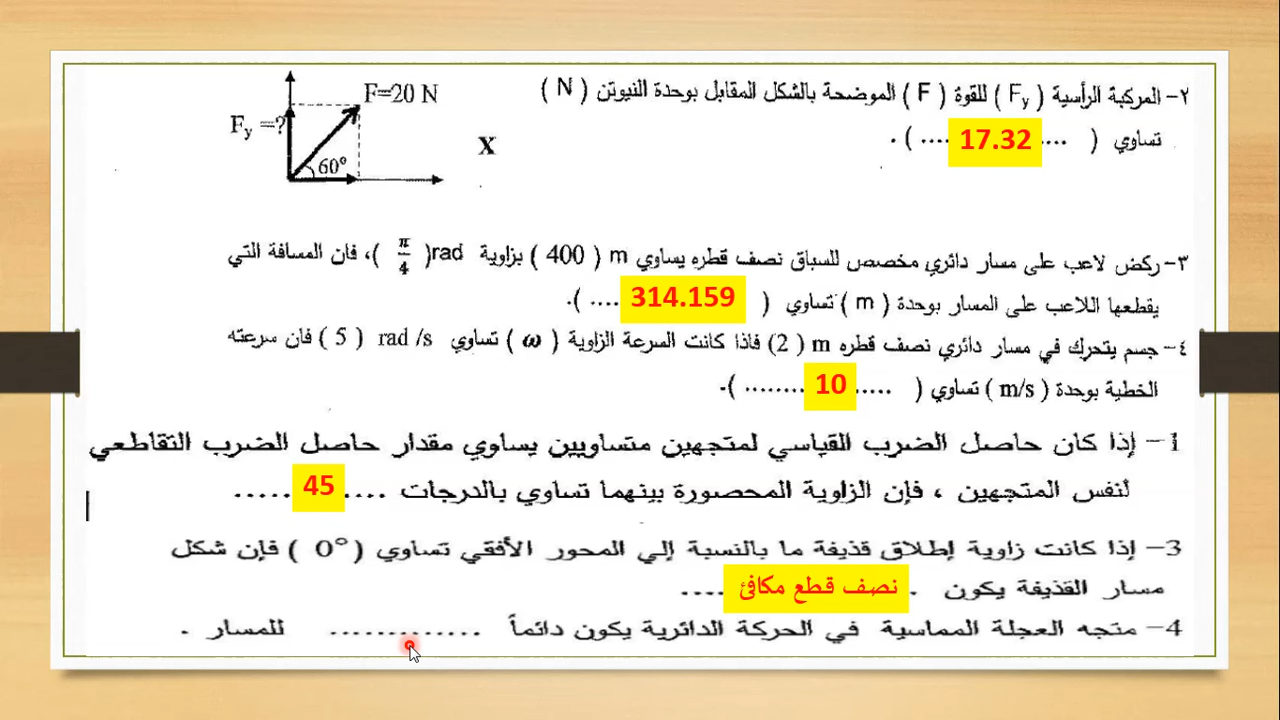 F=20 N
F_y =?
60°
X
٢- المركبة الرأسية ( F_y ) للقوة ( F ) الموضحة بالشكل المقابل بوحدة النيوتن ( N )
تساوي ( .... 17.32 .... ) .
٣- ركض لاعب على مسار دائري مخصص للسباق نصف قطره يساوي m ( 400 ) بزاوية rad( π/4 )، فان المسافة التي
يقطعها اللاعب على المسار بوحدة ( m ) تساوي ( 314.159 .... ).
٤- جسم يتحرك في مسار دائري نصف قطره m ( 2) فاذا كانت السرعة الزاوية ( ω ) تساوي rad /s ( 5 ) فان سرعته
الخطية بوحدة ( m/s ) تساوي ( ..... 10 ........ ).
1- إذا كان حاصل الضرب القياسي لمتجهين متساويين يساوي مقدار حاصل الضرب التقاطعي
لنفس المتجهين ، فإن الزاوية المحصورة بينهما تساوي بالدرجات .... 45 .....
3- إذا كانت زاوية إطلاق قذيفة ما بالنسبة إلي المحور الأفقي تساوي ( 0° ) فإن شكل
مسار القذيفة يكون . نصف قطع مكافئ ....
4- متجه العجلة المماسية في الحركة الدائرية يكون دائماً ............. للمسار .